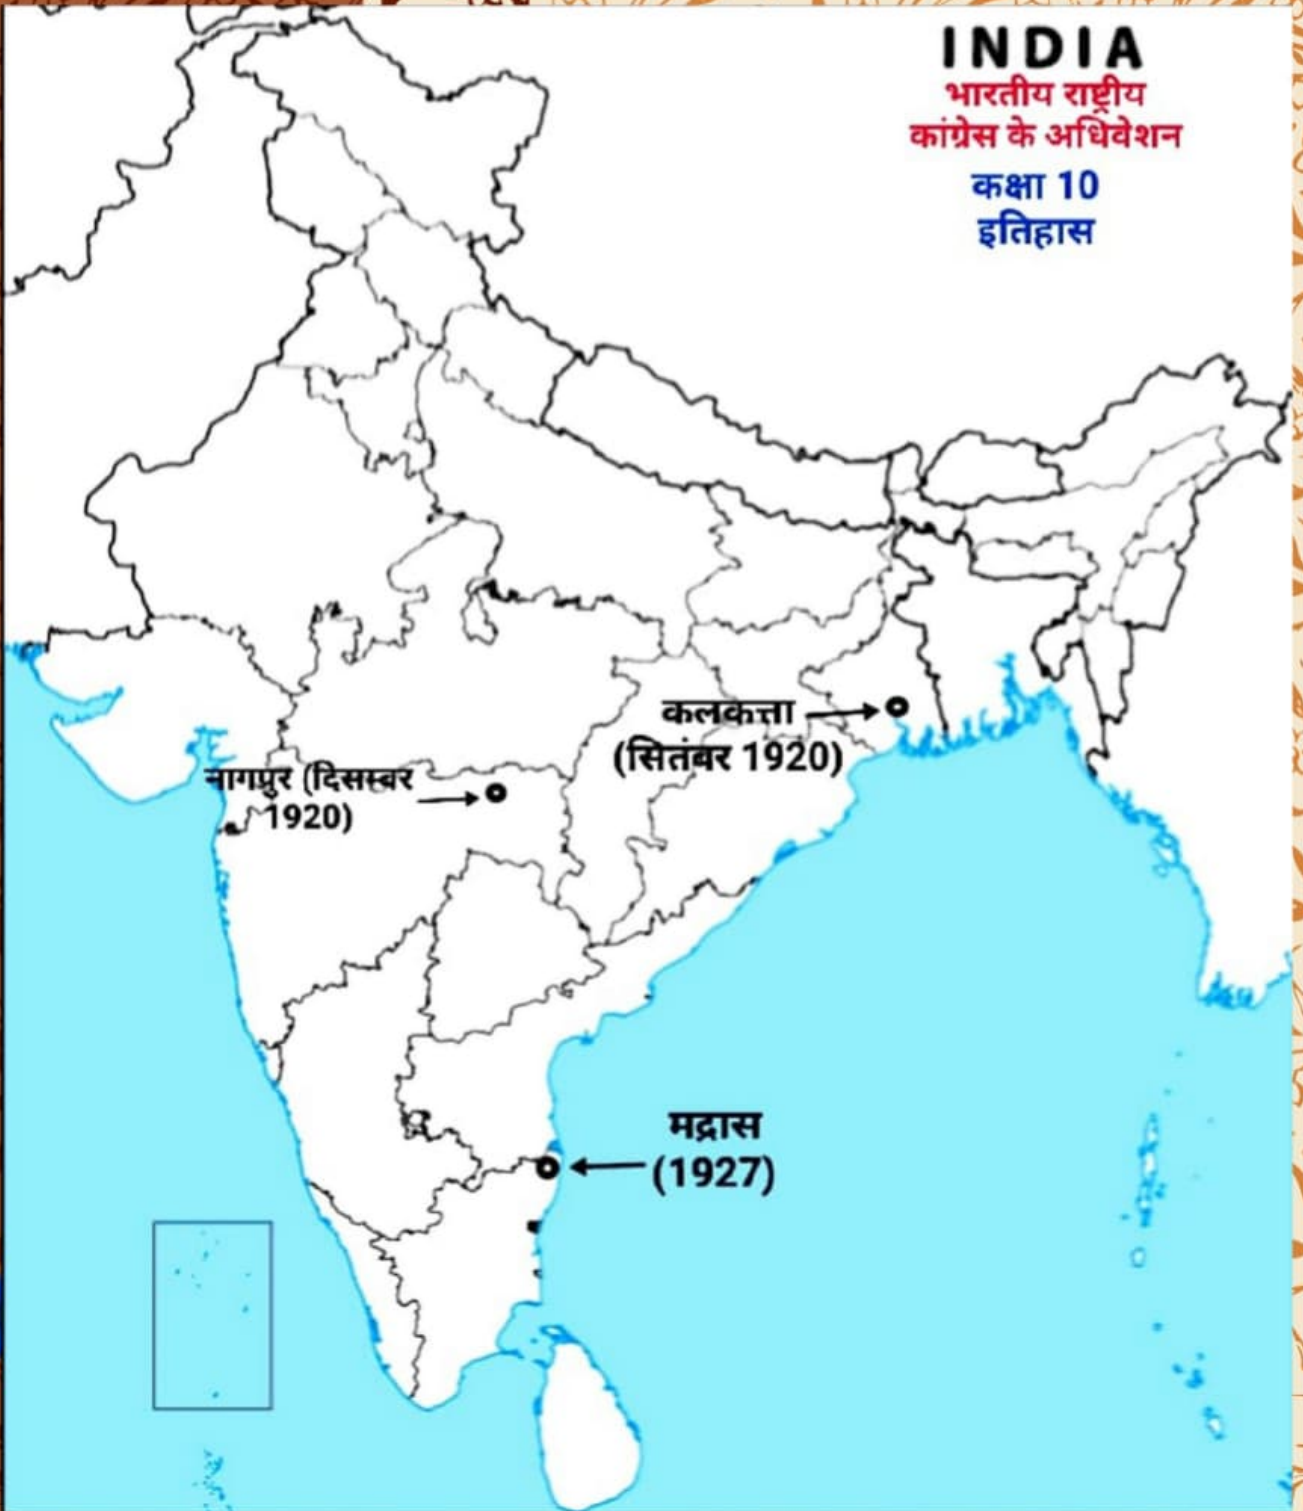 INDIA
भारतीय राष्ट्रीय
कांग्रेस के अधिवेशन
कक्षा 10
इतिहास
कलकत्ता
(सितंबर 1920)
नागपुर (दिसम्बर
1920)
मद्रास
(1927)